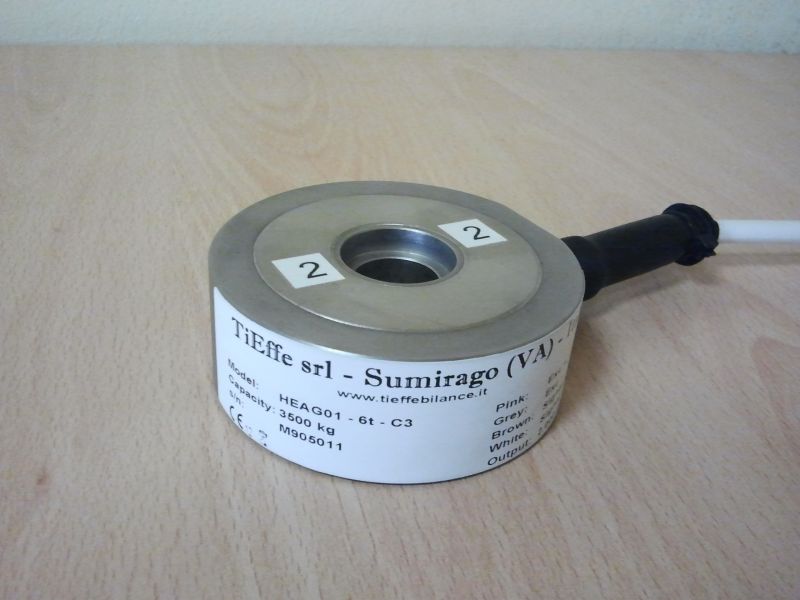 2
2
TiEffe srl - Sumirago (VA) -
www.tieffebilance.it
Model: HEAG01 - 6t - C3
Capacity: 3500 kg
s/n: M905011
CE
Pink:
Grey:
Brown:
White:
Output